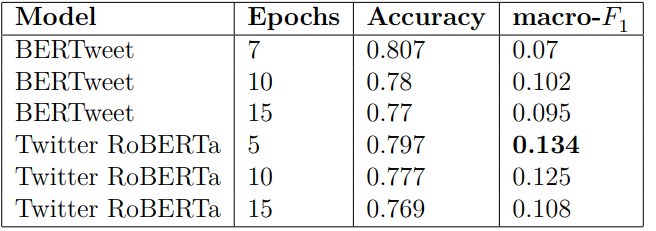 Model Epochs Accuracy macro-F1
BERTweet 7 0.807 0.07
BERTweet 10 0.78 0.102
BERTweet 15 0.77 0.095
Twitter RoBERTa 5 0.797 0.134
Twitter RoBERTa 10 0.777 0.125
Twitter RoBERTa 15 0.769 0.108